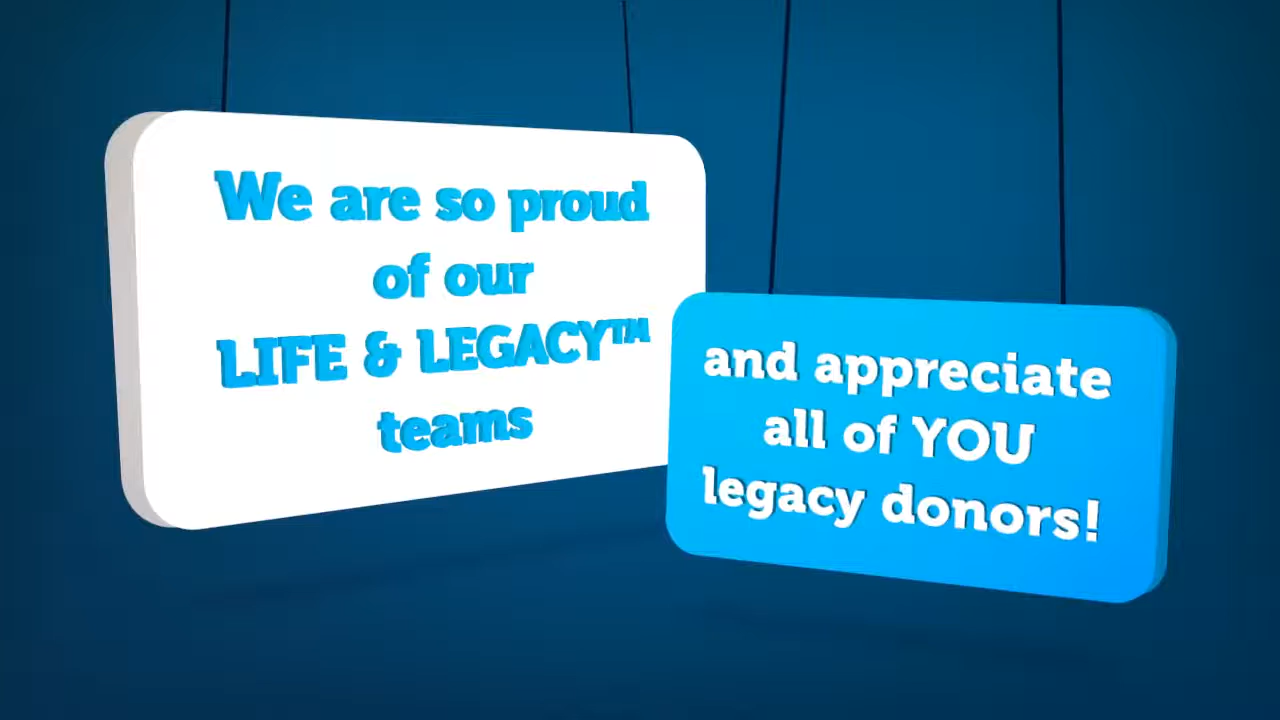 We are so proud
of our
LIFE & LEGACY™
teams
and appreciate
all of YOU
legacy donors!